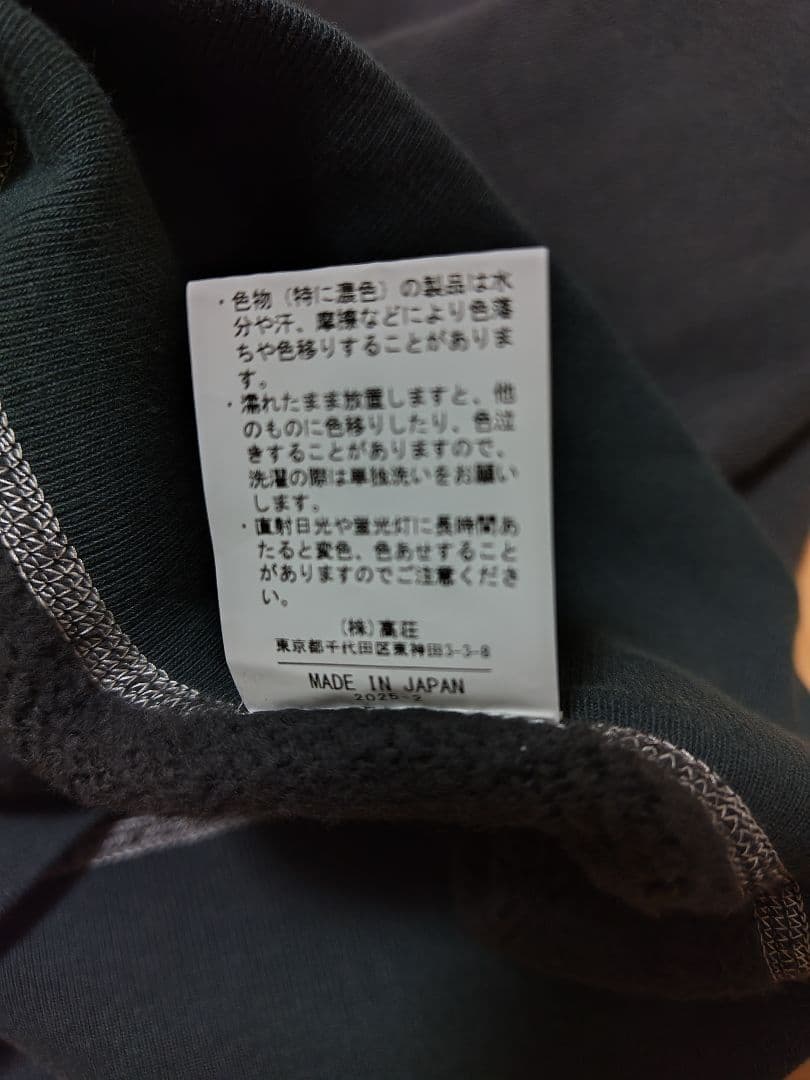 ・色物（特に濃色）の製品は水
分や汗、摩擦などにより色落
ちや色移りすることがありま
す。
・濡れたまま放置しますと、他
のものに色移りしたり、色泣
きすることがありますので、
洗濯の際は単独洗いをお願い
します。
・直射日光や蛍光灯に長時間あ
たると変色、色あせすること
がありますのでご注意くださ
い。
(株)高荘
東京都千代田区東神田3-3-8
MADE IN JAPAN
2025-2